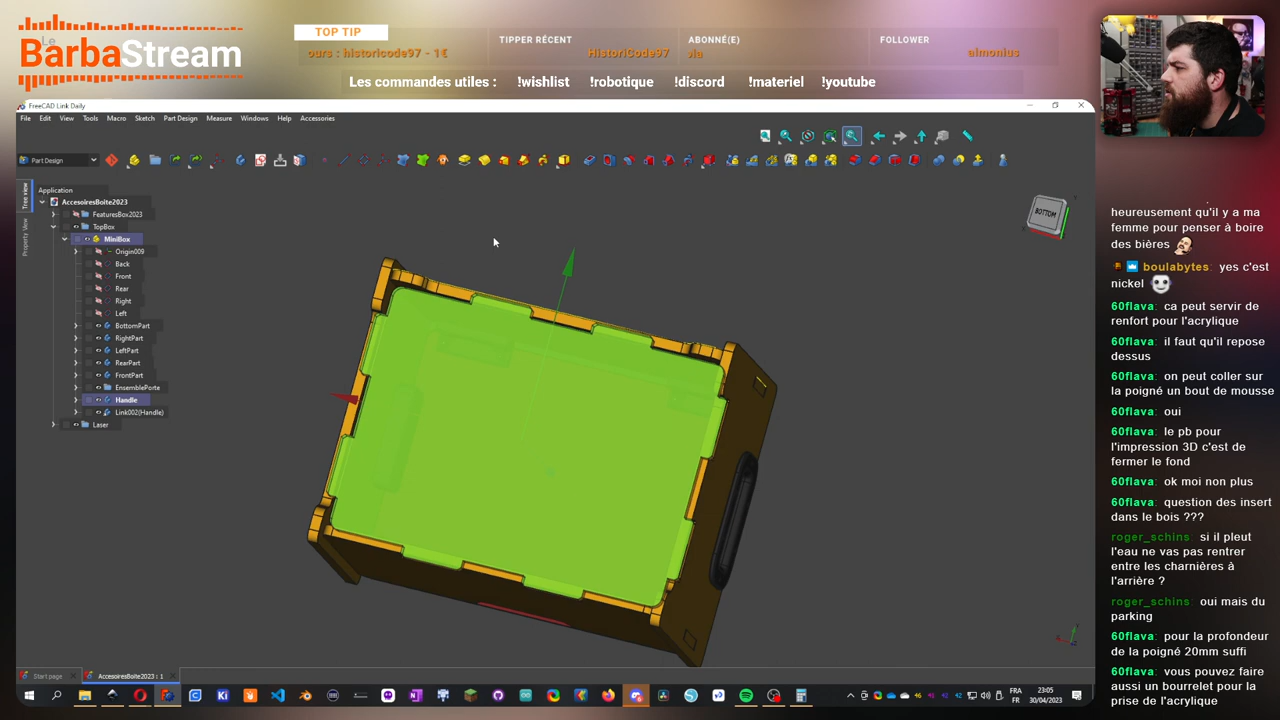 Le
BarbaStream
TOP TIP
ours : historicode97 - 1€
TIPPER RÉCENT
HistoriCode97
ABONNÉ(E)
FOLLOWER
aimonius
Les commandes utiles : !wishlist !robotique !discord !materiel !youtube
FreeCAD Link Daily
File Edit View Tools Macro Sketch Part Design Measure Windows Help Accessories
Part Design
Tree view
Property View
Application
AccesoiresBoite2023
FeaturesBox2023
TopBox
MiniBox
Origin009
Back
Front
Rear
Right
Left
BottomPart
RightPart
LeftPart
RearPart
FrontPart
EnsemblePorte
Handle
Link002(Handle)
Laser
BOTTOM
Start page
AccesoiresBoite2023 : 1
FRA
FR
23:05
30/04/2023
heureusement qu'il y a ma
femme pour penser à boire
des bières
boulabytes: yes c'est
nickel
60flava: ca peut servir de
renfort pour l'acrylique
60flava: il faut qu'il repose
dessus
60flava: on peut coller sur
la poigné un bout de mousse
60flava: oui
60flava: le pb pour
l'impression 3D c'est de
fermer le fond
60flava: ok moi non plus
60flava: question des insert
dans le bois ???
roger_schins: si il pleut
l'eau ne vas pas rentrer
entre les charnières à
l'arrière ?
roger_schins: oui mais du
parking
60flava: pour la profondeur
de la poigné 20mm suffi
60flava: vous pouvez faire
aussi un bourrelet pour la
prise de l'acrylique